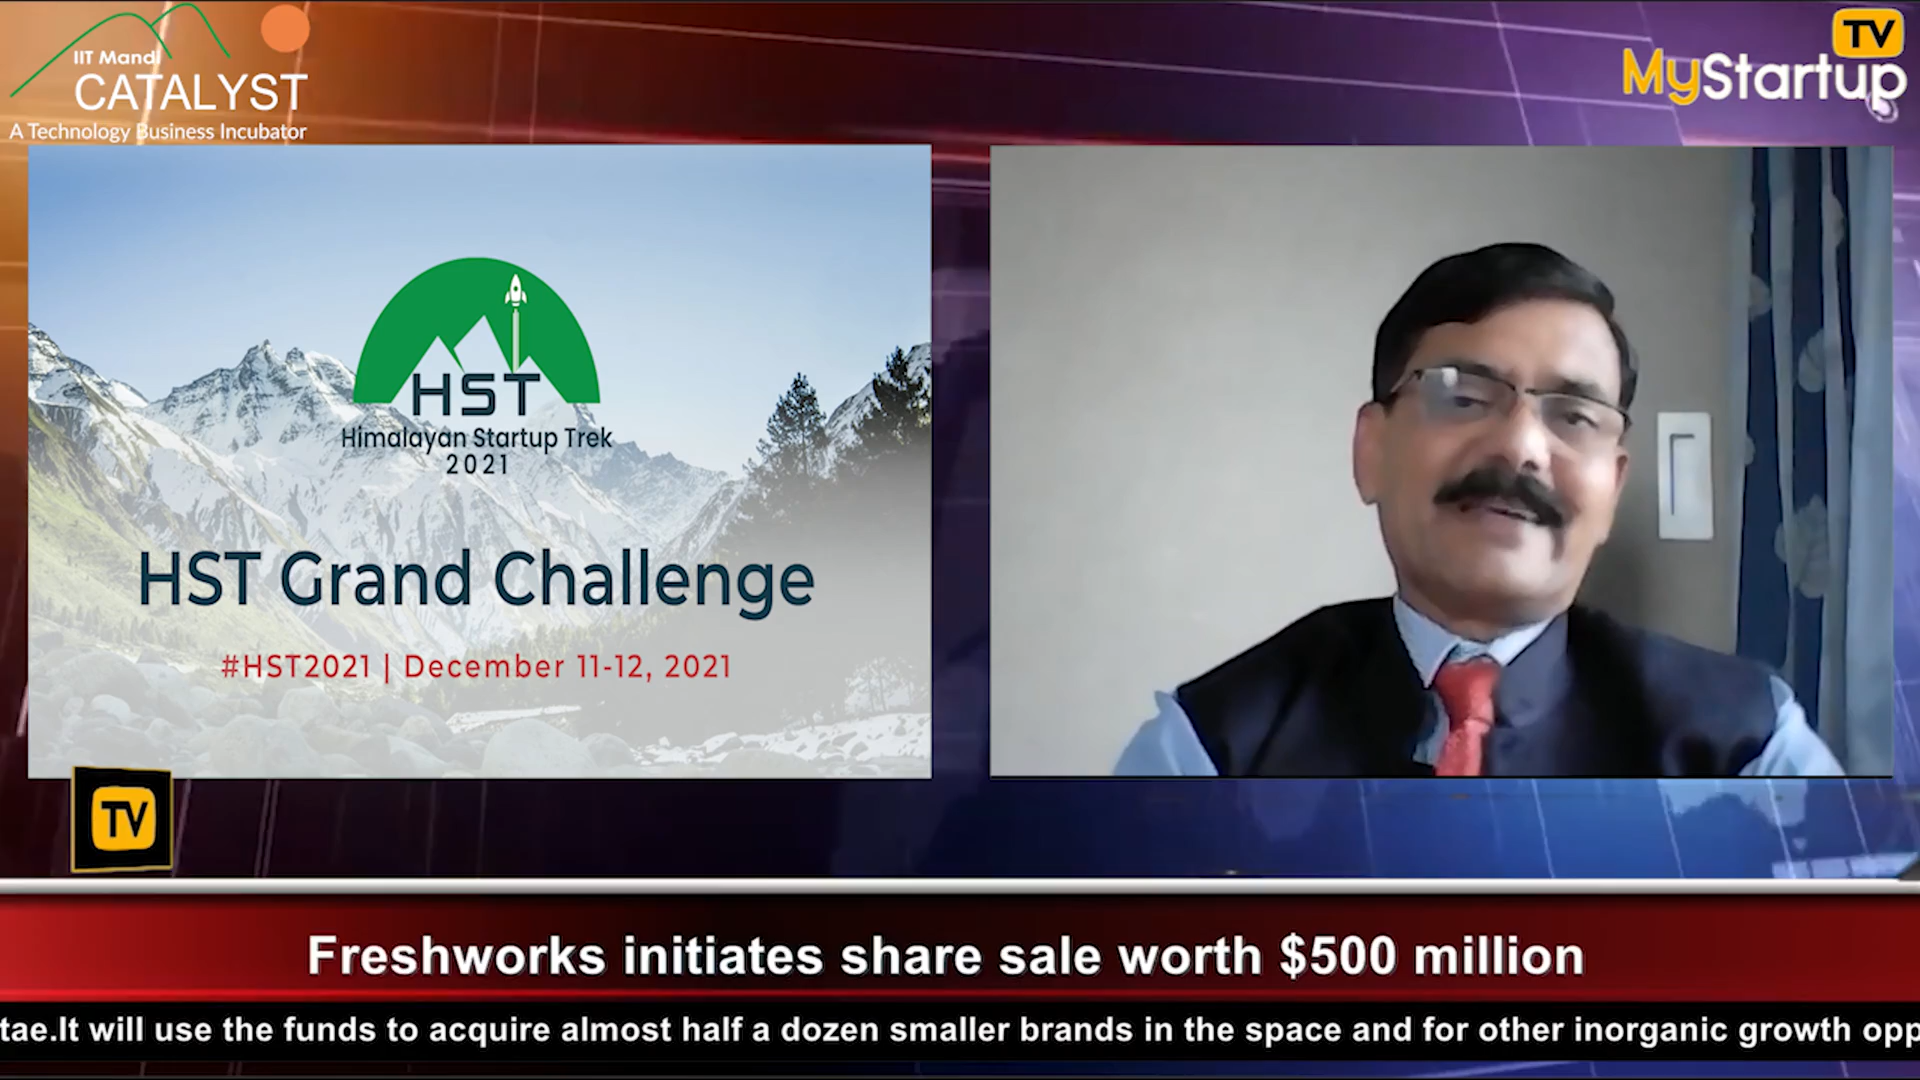 IIT Mandi
CATALYST
A Technology Business Incubator
TV
MyStartup
HST
Himalayan Startup Trek
2021
HST Grand Challenge
#HST2021 | December 11-12, 2021
TV
Freshworks initiates share sale worth $500 million
tae.It will use the funds to acquire almost half a dozen smaller brands in the space and for other inorganic growth opp